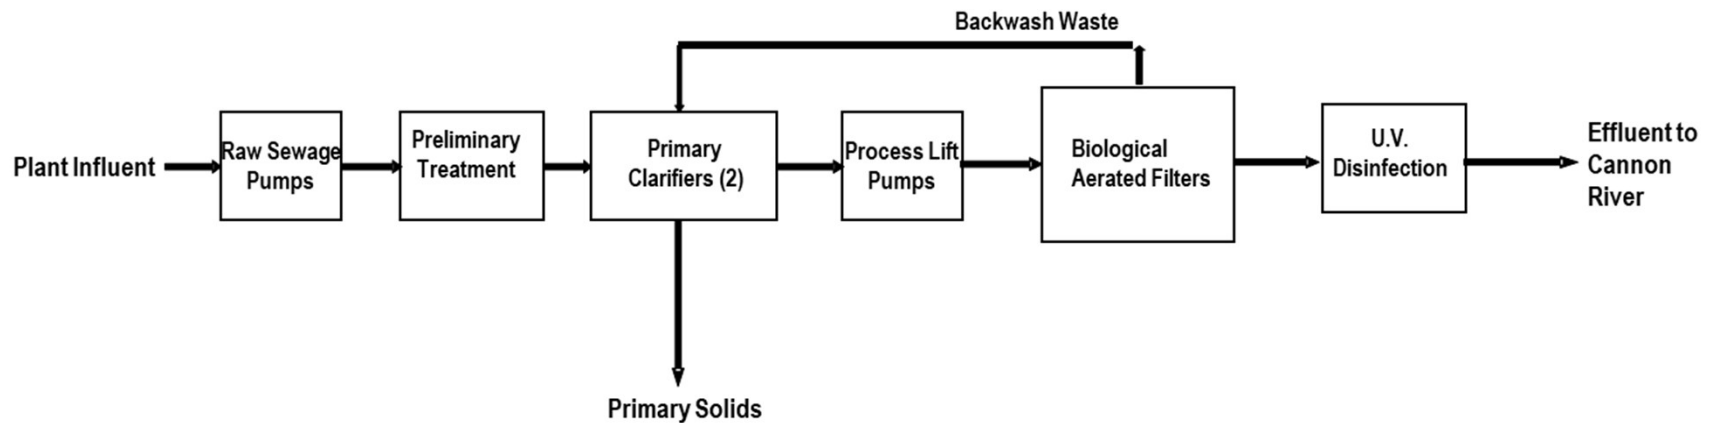 Backwash Waste
Plant Influent
Raw Sewage
Pumps
Preliminary
Treatment
Primary
Clarifiers (2)
Process Lift
Pumps
Biological
Aerated Filters
U.V.
Disinfection
Effluent to
Cannon
River
Primary Solids